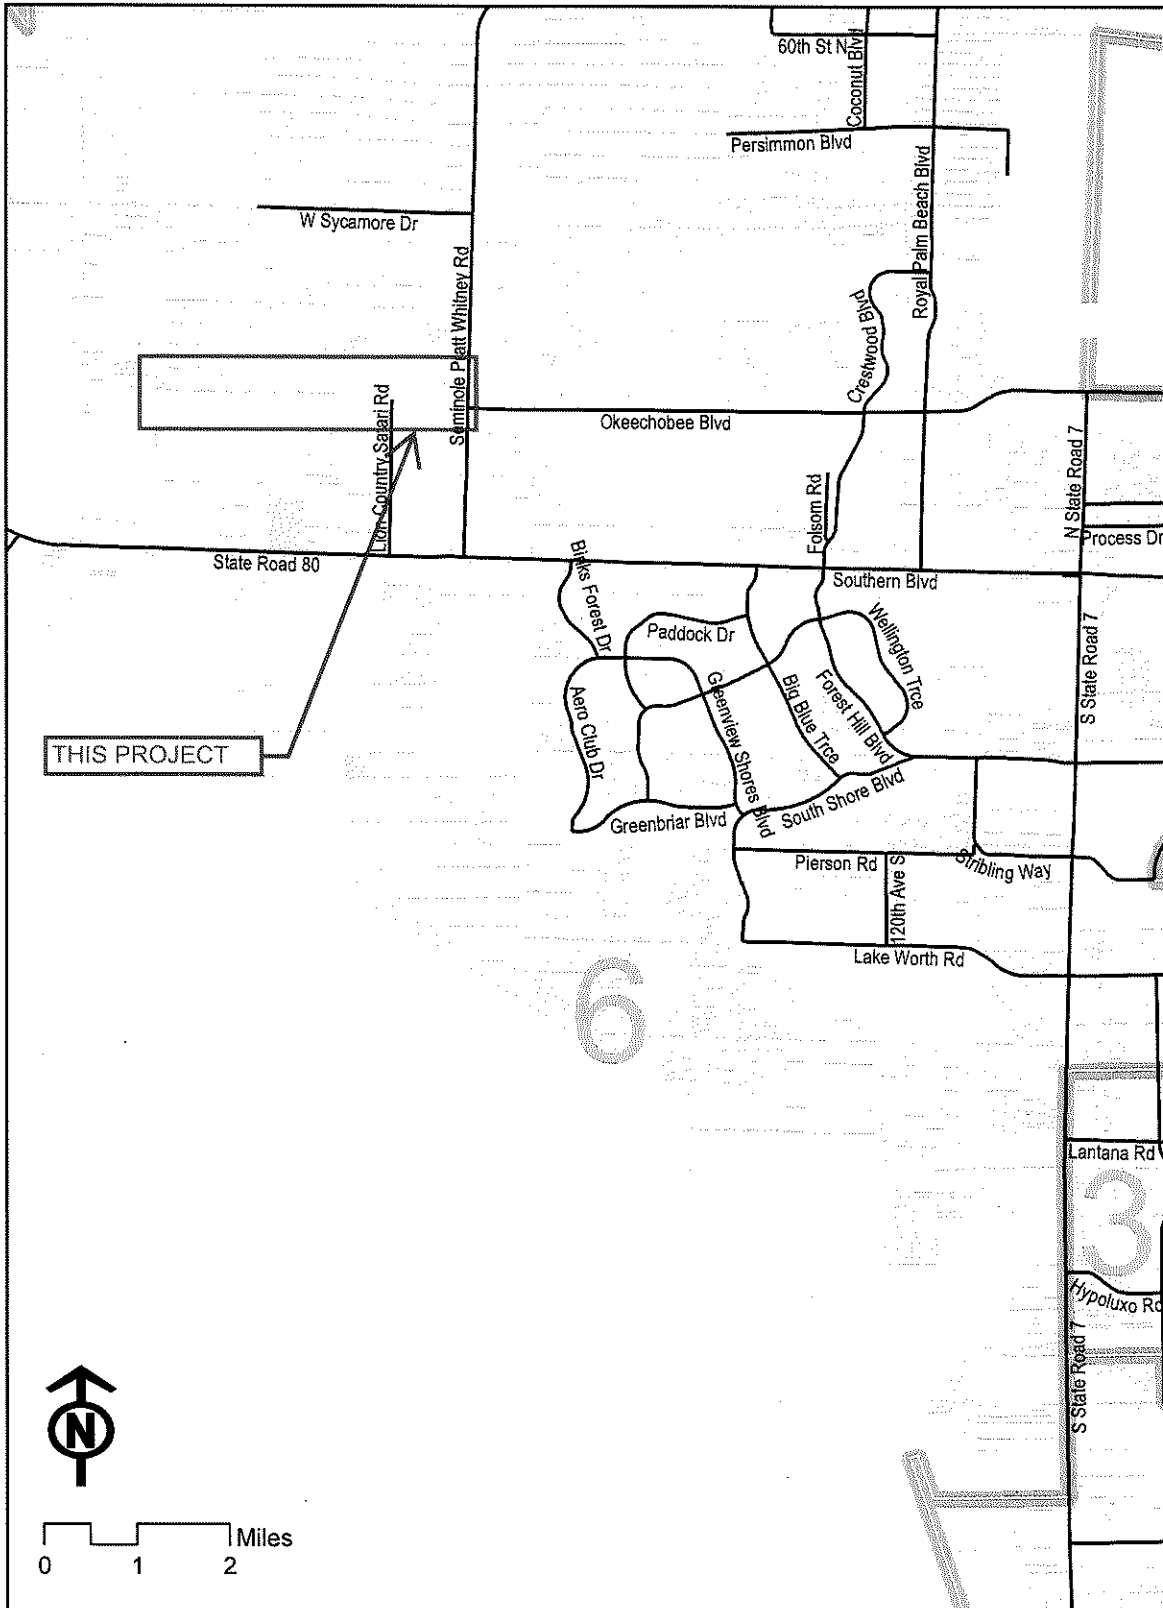 60th St N
Coconut Blvd
Persimmon Blvd
Royal Palm Beach Blvd
W Sycamore Dr
Seminole Pratt Whitney Rd
Crestwood Blvd
Lion Country Safari Rd
Okeechobee Blvd
N State Road 7
Folsom Rd
Process Dr
State Road 80
Binks Forest Dr
Southern Blvd
Paddock Dr
Wellington Trce
S State Road 7
Greenview Shores Blvd
Big Blue Trce
Forest Hill Blvd
Aero Club Dr
THIS PROJECT
South Shore Blvd
Greenbriar Blvd
Pierson Rd
Stribling Way
120th Ave S
Lake Worth Rd
6
Lantana Rd
3
Hypoluxo Rd
S State Road 7
N
Miles
0 1 2